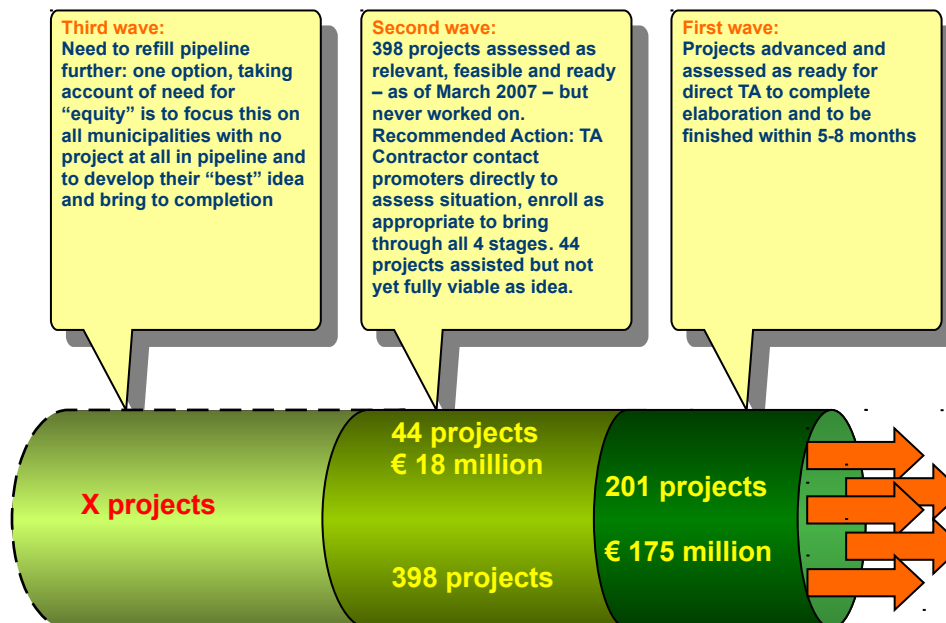 Third wave:
Need to refill pipeline
further: one option, taking
account of need for
“equity” is to focus this on
all municipalities with no
project at all in pipeline and
to develop their “best” idea
and bring to completion
Second wave:
398 projects assessed as
relevant, feasible and ready
– as of March 2007 – but
never worked on.
Recommended Action: TA
Contractor contact
promoters directly to
assess situation, enroll as
appropriate to bring
through all 4 stages. 44
projects assisted but not
yet fully viable as idea.
First wave:
Projects advanced and
assessed as ready for
direct TA to complete
elaboration and to be
finished within 5-8 months
X projects
44 projects
€ 18 million
398 projects
201 projects
€ 175 million